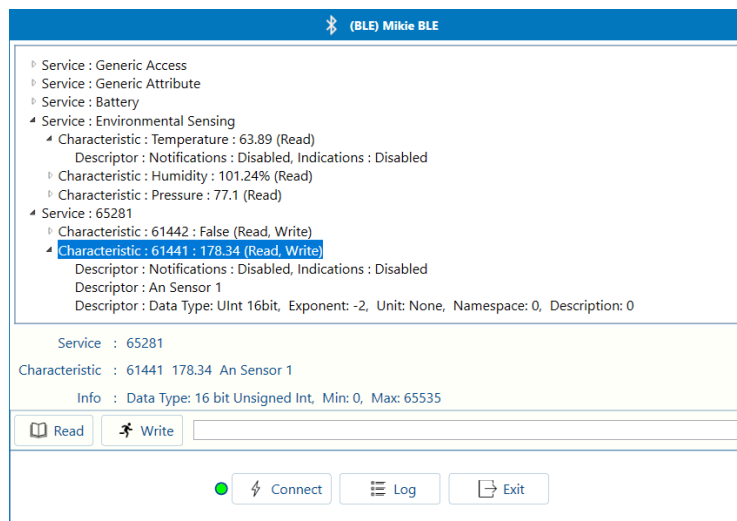 (BLE) Mikie BLE
Service : Generic Access
Service : Generic Attribute
Service : Battery
Service : Environmental Sensing
Characteristic : Temperature : 63.89 (Read)
Descriptor : Notifications : Disabled, Indications : Disabled
Characteristic : Humidity : 101.24% (Read)
Characteristic : Pressure : 77.1 (Read)
Service : 65281
Characteristic : 61442 : False (Read, Write)
Characteristic : 61441 : 178.34 (Read, Write)
Descriptor : Notifications : Disabled, Indications : Disabled
Descriptor : An Sensor 1
Descriptor : Data Type: UInt 16bit, Exponent: -2, Unit: None, Namespace: 0, Description: 0
Service : 65281
Characteristic : 61441 178.34 An Sensor 1
Info : Data Type: 16 bit Unsigned Int, Min: 0, Max: 65535
Read Write
Connect Log Exit